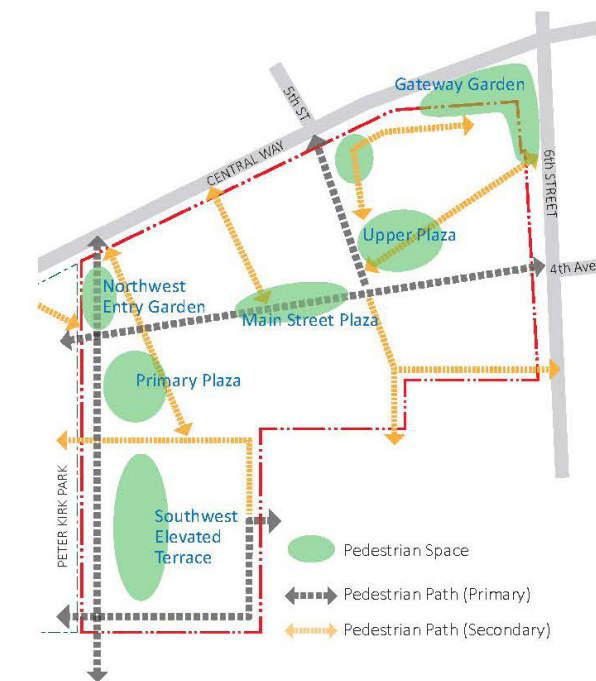 Gateway Garden
5th ST
CENTRAL WAY
6th STREET
Upper Plaza
4th Ave
Northwest
Entry Garden
Main Street Plaza
Primary Plaza
PETER KIRK PARK
Southwest
Elevated
Terrace
Pedestrian Space
Pedestrian Path (Primary)
Pedestrian Path (Secondary)